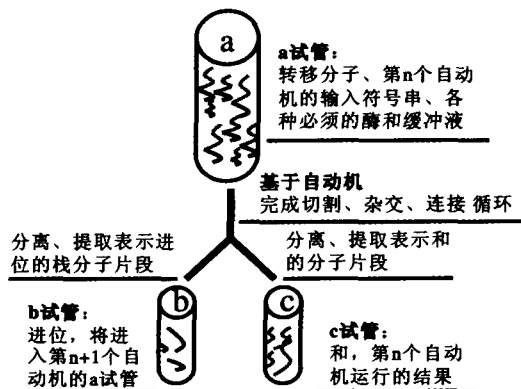 a
a试管：
转移分子、第n个自动
机的输入符号串、各
种必须的酶和缓冲液
基于自动机
完成切割、杂交、连接 循环
分离、提取表示进
位的栈分子片段
分离、提取表示和
的分子片段
b
c
b试管：
进位，将进
入第n+1个自
动机的a试管
c试管：
和，第n个自动
机运行的结果